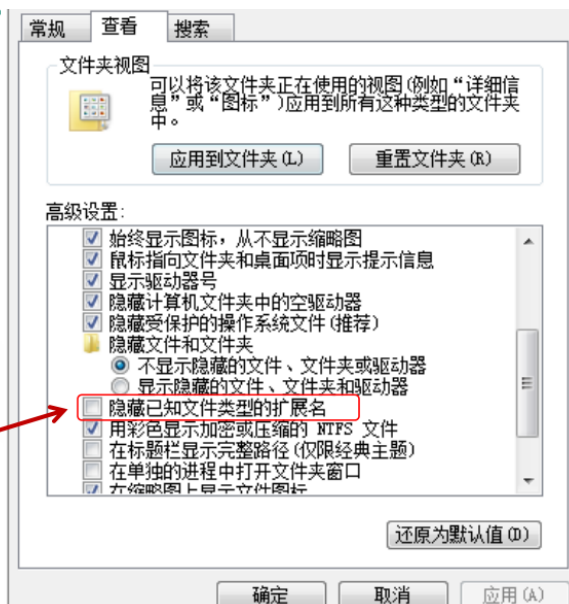 常规 查看 搜索
文件夹视图
可以将该文件夹正在使用的视图(例如“详细信
息”或“图标”)应用到所有这种类型的文件夹
中。
应用到文件夹(L) 重置文件夹(R)
高级设置:
始终显示图标，从不显示缩略图
鼠标指向文件夹和桌面项时显示提示信息
显示驱动器号
隐藏计算机文件夹中的空驱动器
隐藏受保护的操作系统文件(推荐)
隐藏文件和文件夹
不显示隐藏的文件、文件夹或驱动器
显示隐藏的文件、文件夹和驱动器
隐藏已知文件类型的扩展名
用彩色显示加密或压缩的 NTFS 文件
在标题栏显示完整路径(仅限经典主题)
在单独的进程中打开文件夹窗口
在缩略图上显示文件图标
还原为默认值(D)
确定 取消 应用(A)